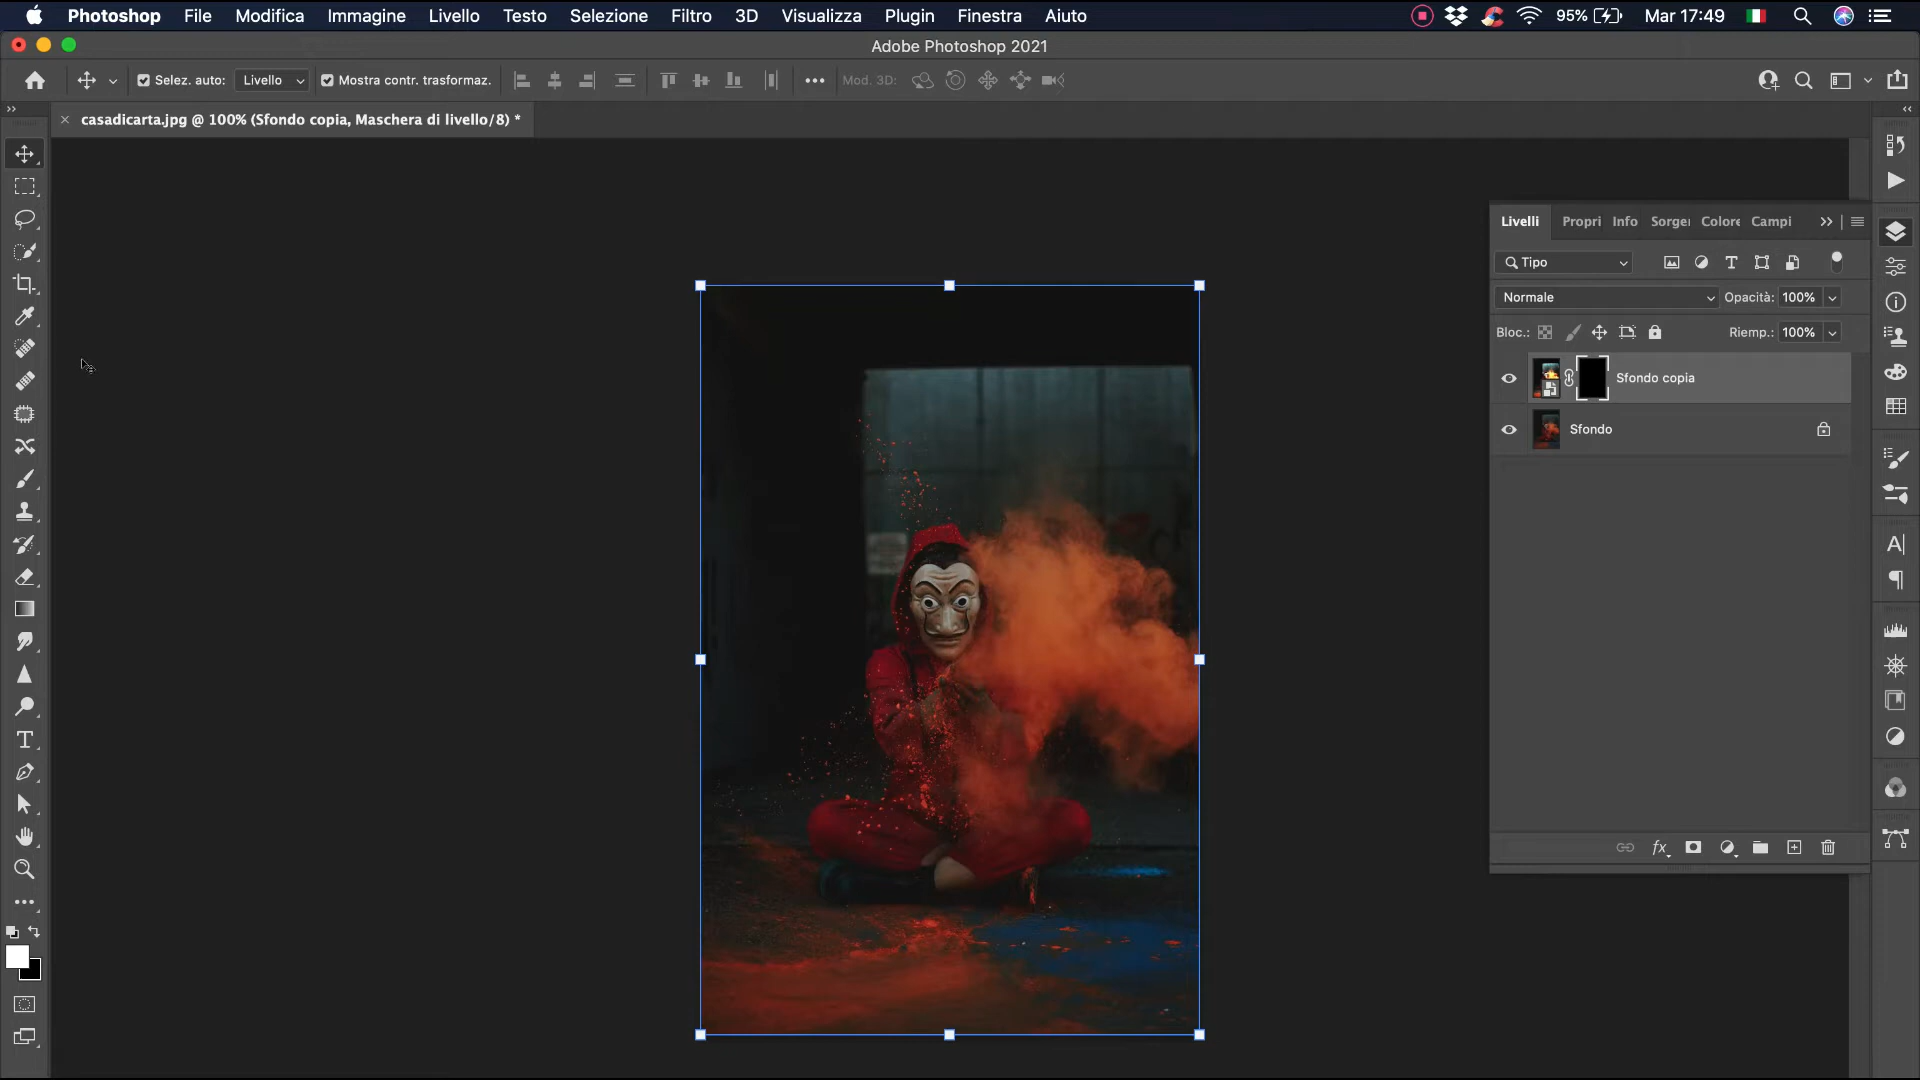 Photoshop File Modifica Immagine Livello Testo Selezione Filtro 3D Visualizza Plugin Finestra Aiuto 95% Mar 17:49
Adobe Photoshop 2021
Selez. auto: Livello Mostra contr. trasformaz. Mod. 3D:
casadicarta.jpg @ 100% (Sfondo copia, Maschera di livello/8) *
Livelli Propri Info Sorge Colore Campi
Tipo
Normale Opacità: 100%
Bloc.: Riemp.: 100%
Sfondo copia
Sfondo
fx